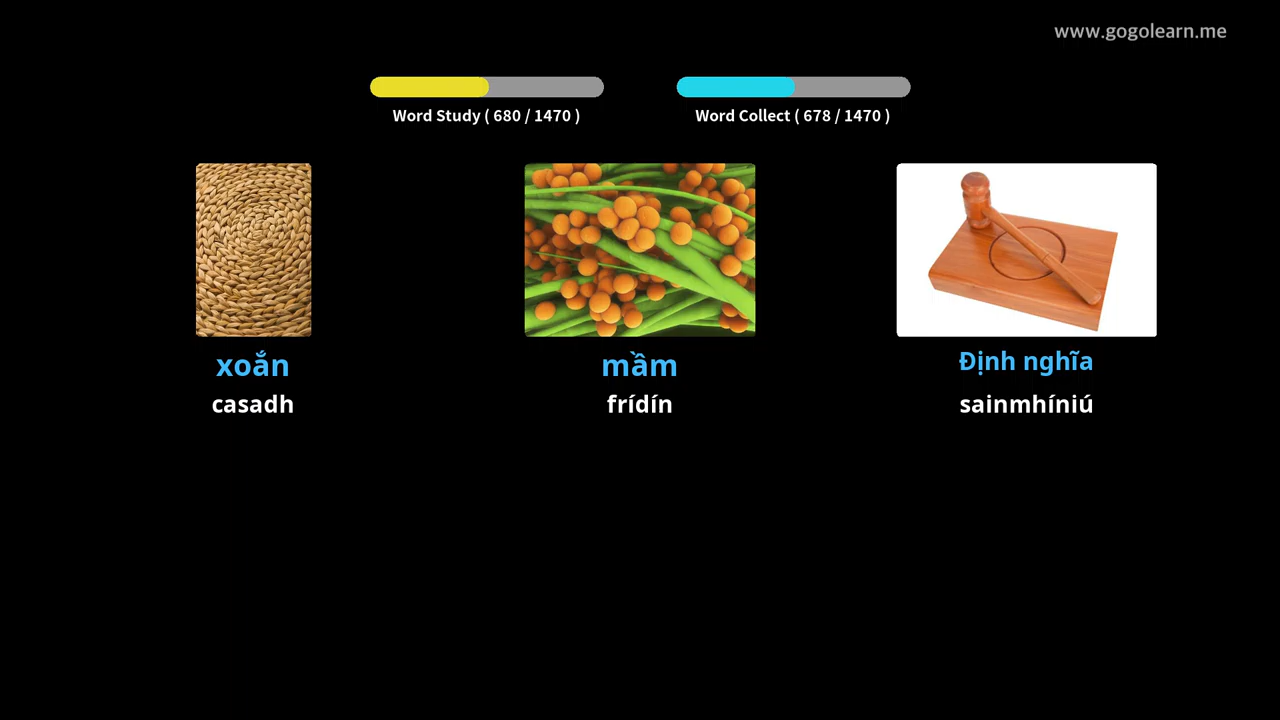 www.gogolearn.me
Word Study ( 680 / 1470 )
Word Collect ( 678 / 1470 )
xoắn
casadh
mầm
frídín
Định nghĩa
sainmhíniú